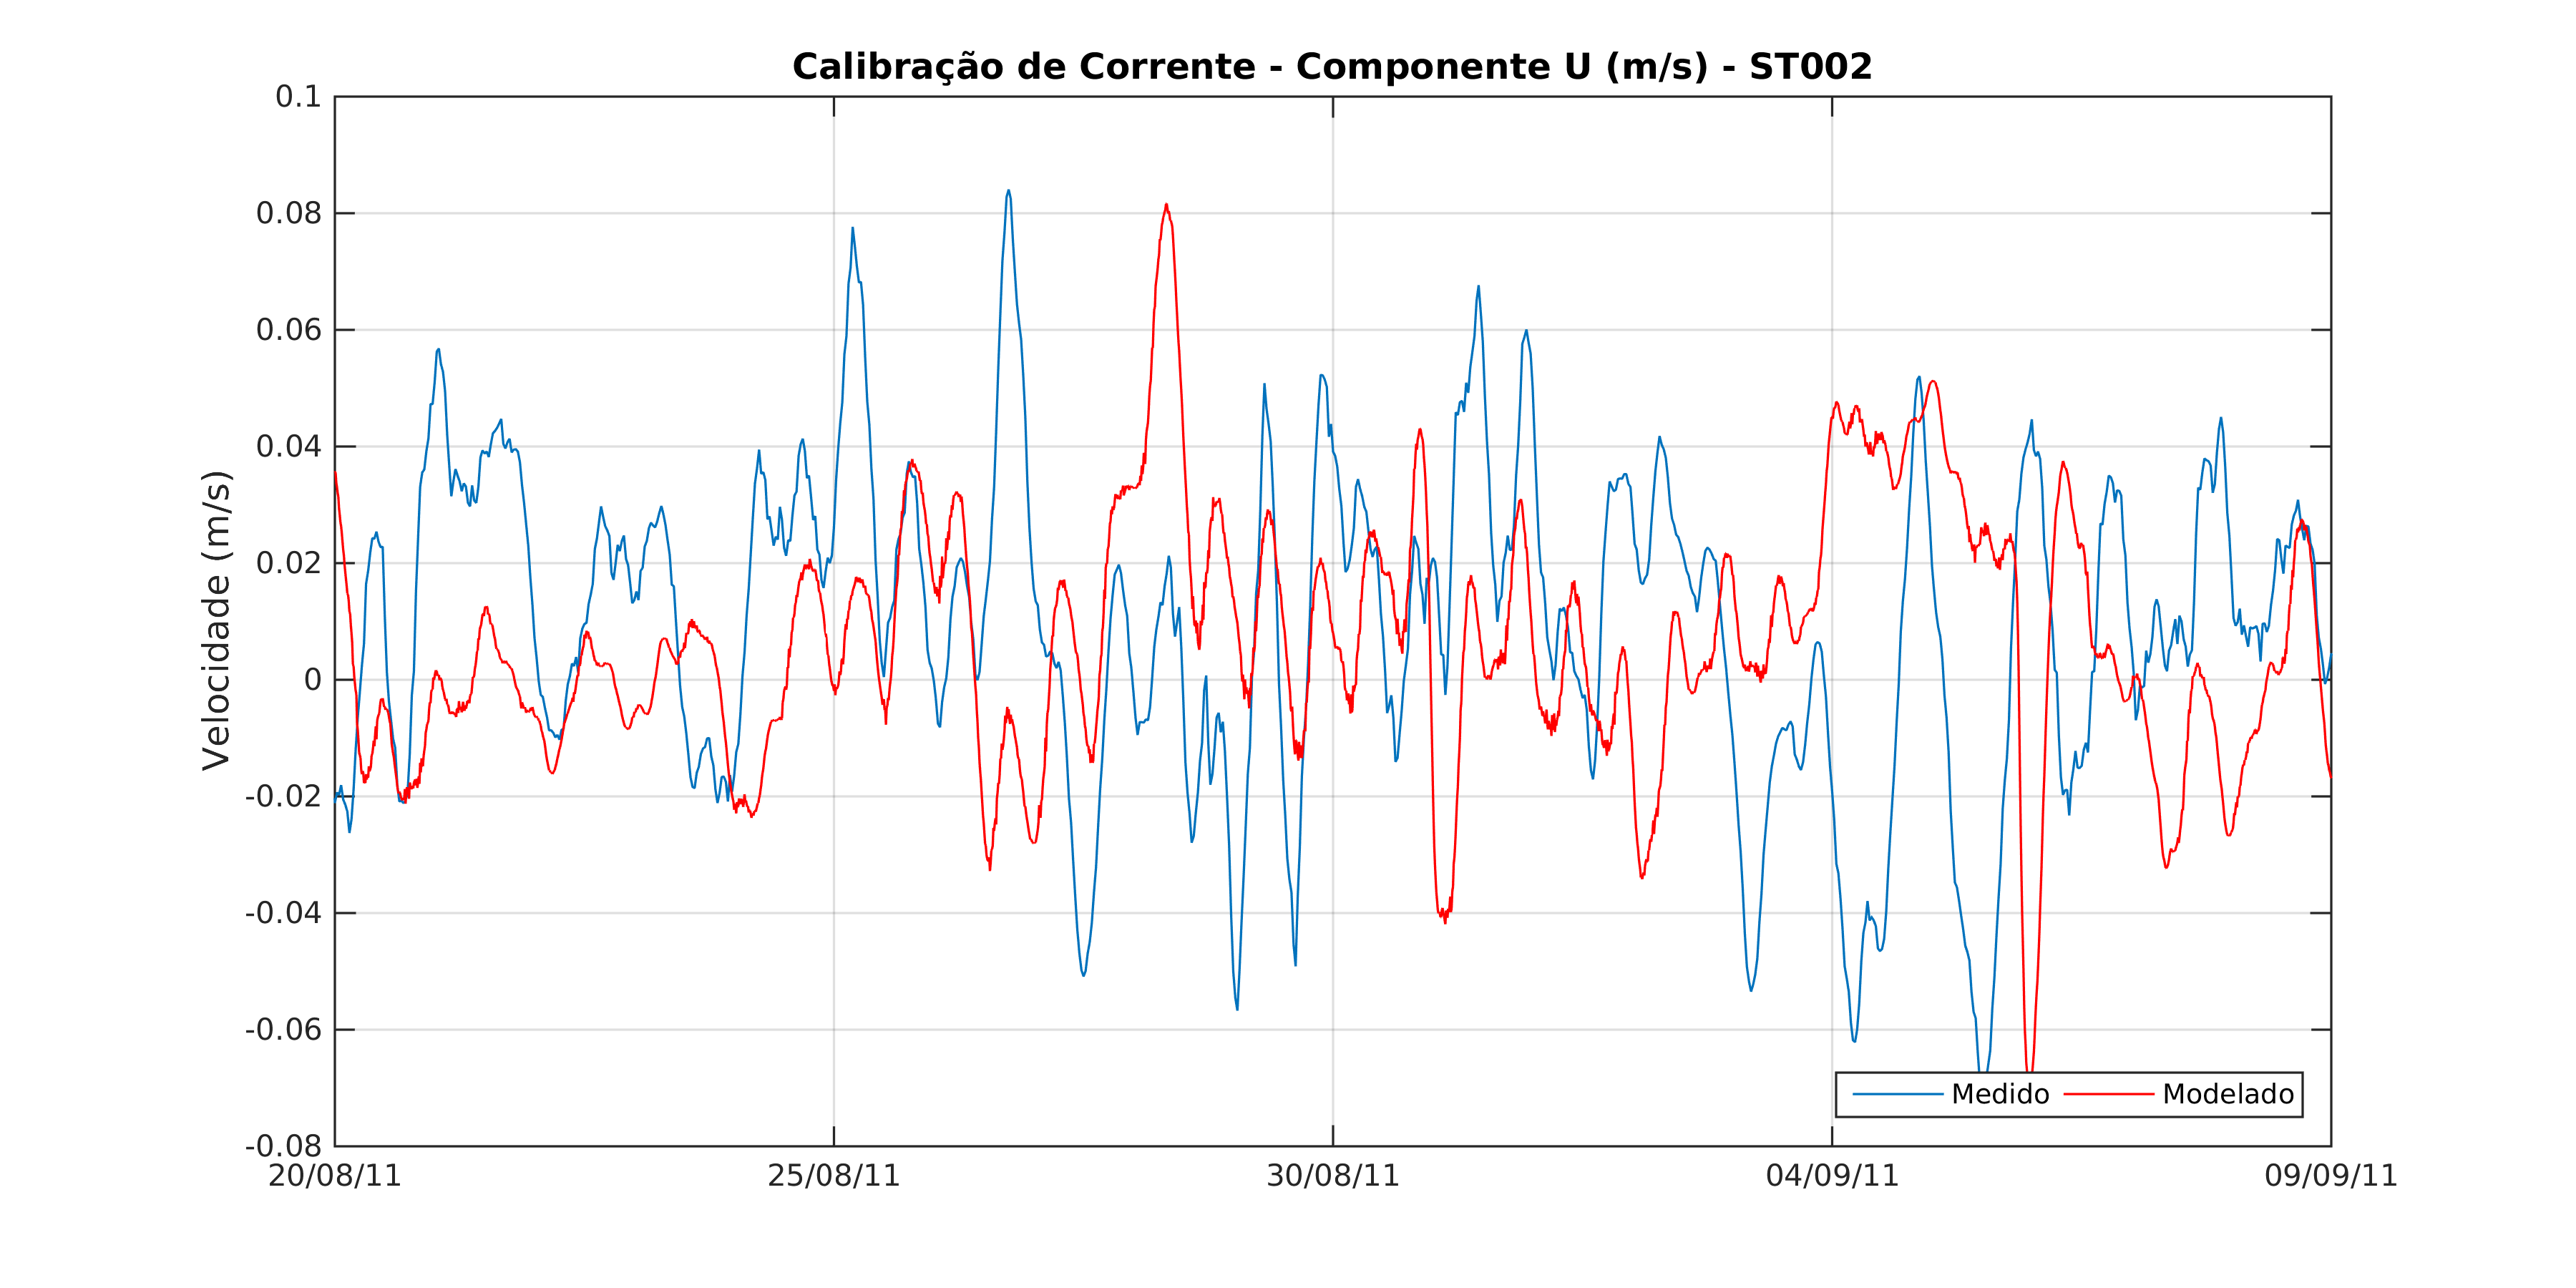 Calibração de Corrente - Componente U (m/s) - ST002
0.1
0.08
0.06
0.04
0.02
0
-0.02
-0.04
-0.06
-0.08
Velocidade (m/s)
20/08/11 25/08/11 30/08/11 04/09/11 09/09/11
Medido Modelado